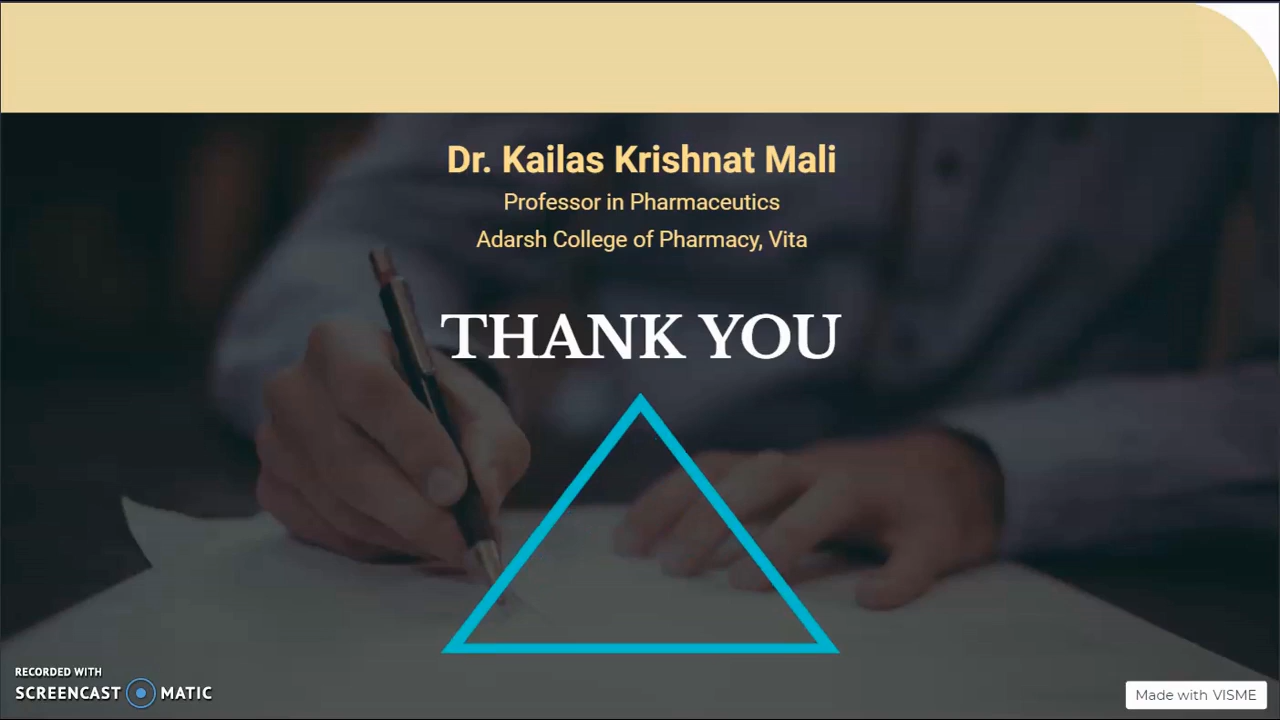 Dr. Kailas Krishnat Mali
Professor in Pharmaceutics
Adarsh College of Pharmacy, Vita
THANK YOU
RECORDED WITH
SCREENCAST MATIC
Made with VISME